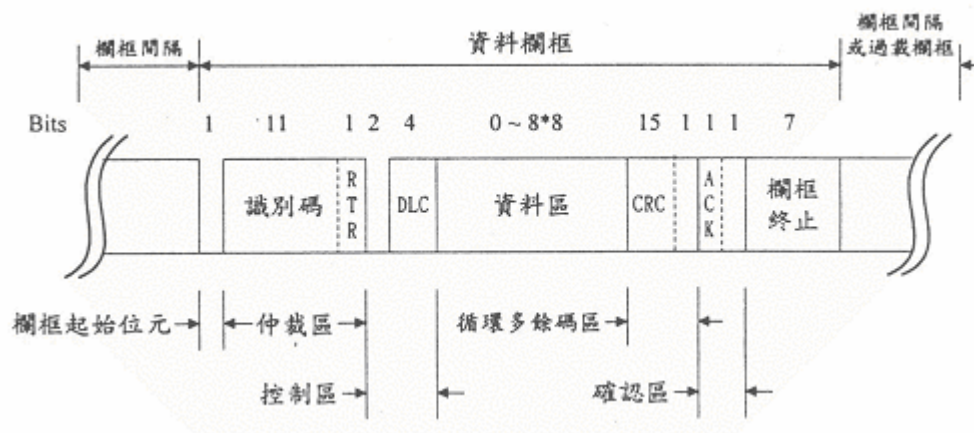 欄框間隔
資料欄框
欄框間隔
或過載欄框
Bits 1 11 1 2 4 0 ~ 8*8 15 1 1 1 7
識別碼
RTR
DLC
資料區
CRC
ACK
欄框
終止
欄框起始位元
仲裁區
循環多餘碼區
控制區
確認區